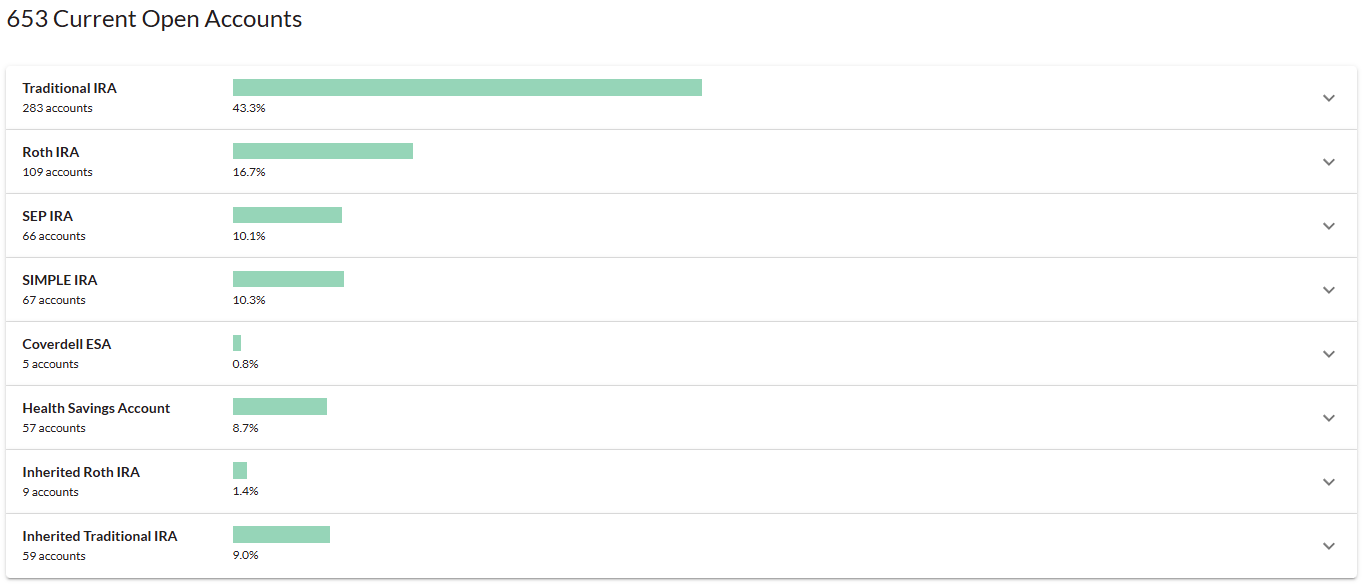 653 Current Open Accounts
Traditional IRA
283 accounts
43.3%
Roth IRA
109 accounts
16.7%
SEP IRA
66 accounts
10.1%
SIMPLE IRA
67 accounts
10.3%
Coverdell ESA
5 accounts
0.8%
Health Savings Account
57 accounts
8.7%
Inherited Roth IRA
9 accounts
1.4%
Inherited Traditional IRA
59 accounts
9.0%